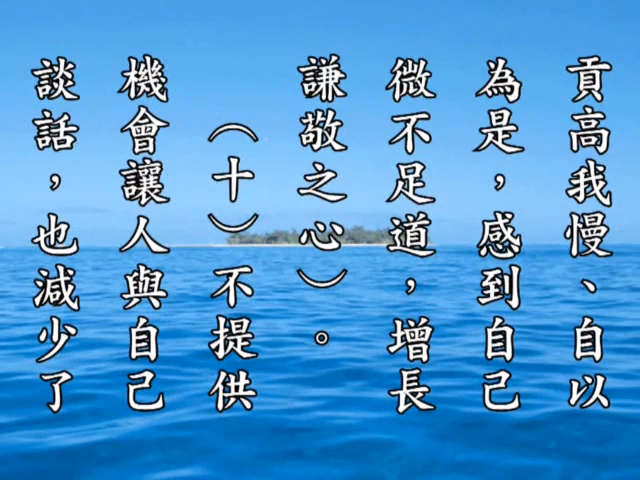 貢高我慢、自以
為是，感到自己
微不足道，增長
謙敬之心）。
（十）不提供
機會讓人與自己
談話，也減少了